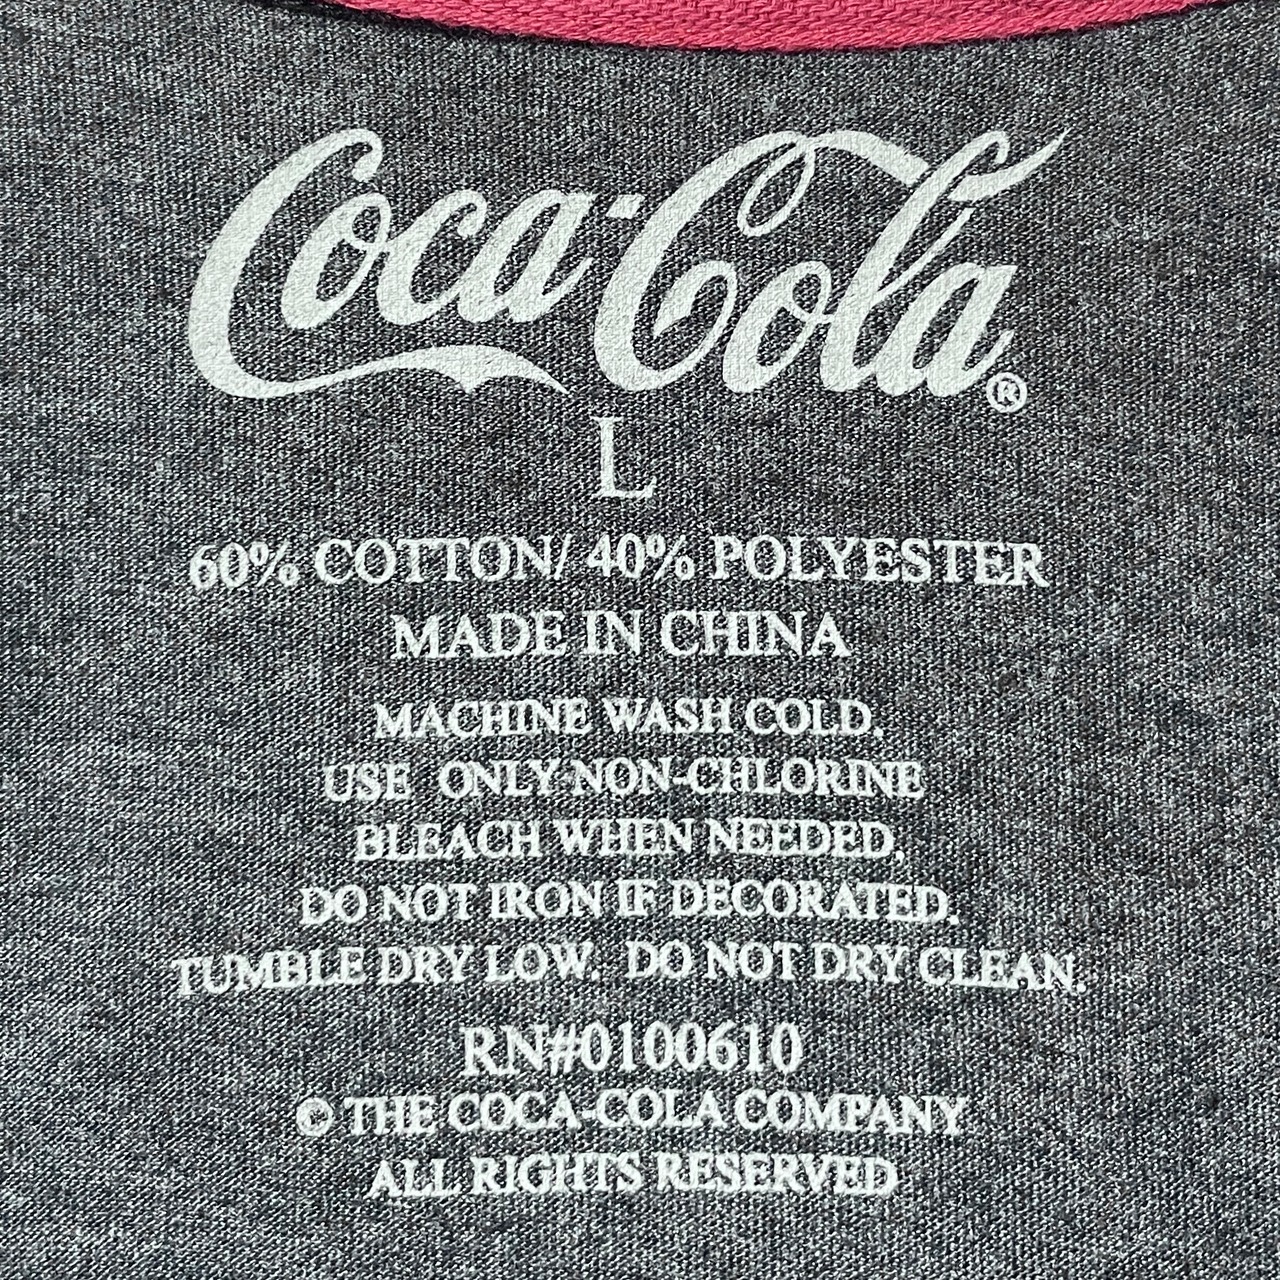 Coca-Cola®
L
60% COTTON/ 40% POLYESTER
MADE IN CHINA
MACHINE WASH COLD.
USE ONLY NON-CHLORINE
BLEACH WHEN NEEDED,
DO NOT IRON IF DECORATED.
TUMBLE DRY LOW. DO NOT DRY CLEAN.
RN#0100610
© THE COCA-COLA COMPANY
ALL RIGHTS RESERVED